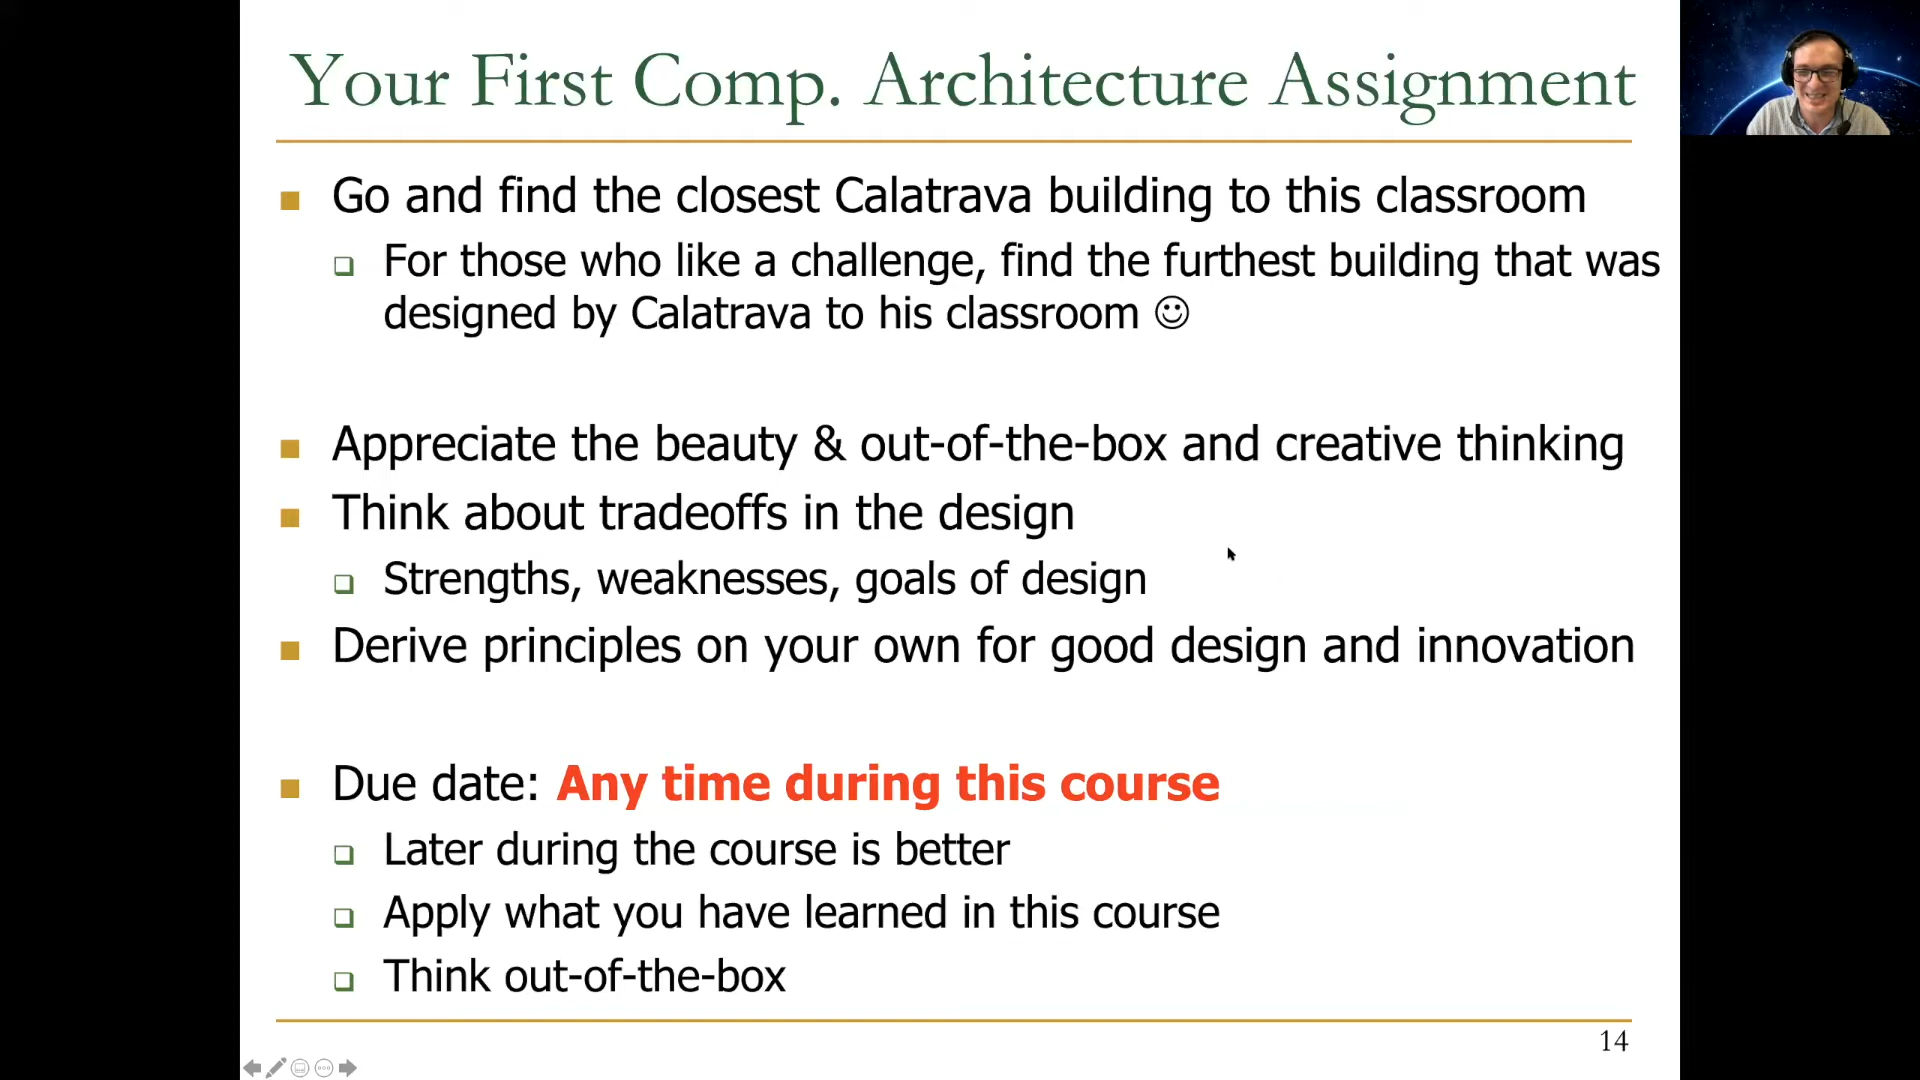 Your First Comp. Architecture Assignment
Go and find the closest Calatrava building to this classroom
For those who like a challenge, find the furthest building that was
designed by Calatrava to his classroom ☺
Appreciate the beauty & out-of-the-box and creative thinking
Think about tradeoffs in the design
Strengths, weaknesses, goals of design
Derive principles on your own for good design and innovation
Due date: Any time during this course
Later during the course is better
Apply what you have learned in this course
Think out-of-the-box
14